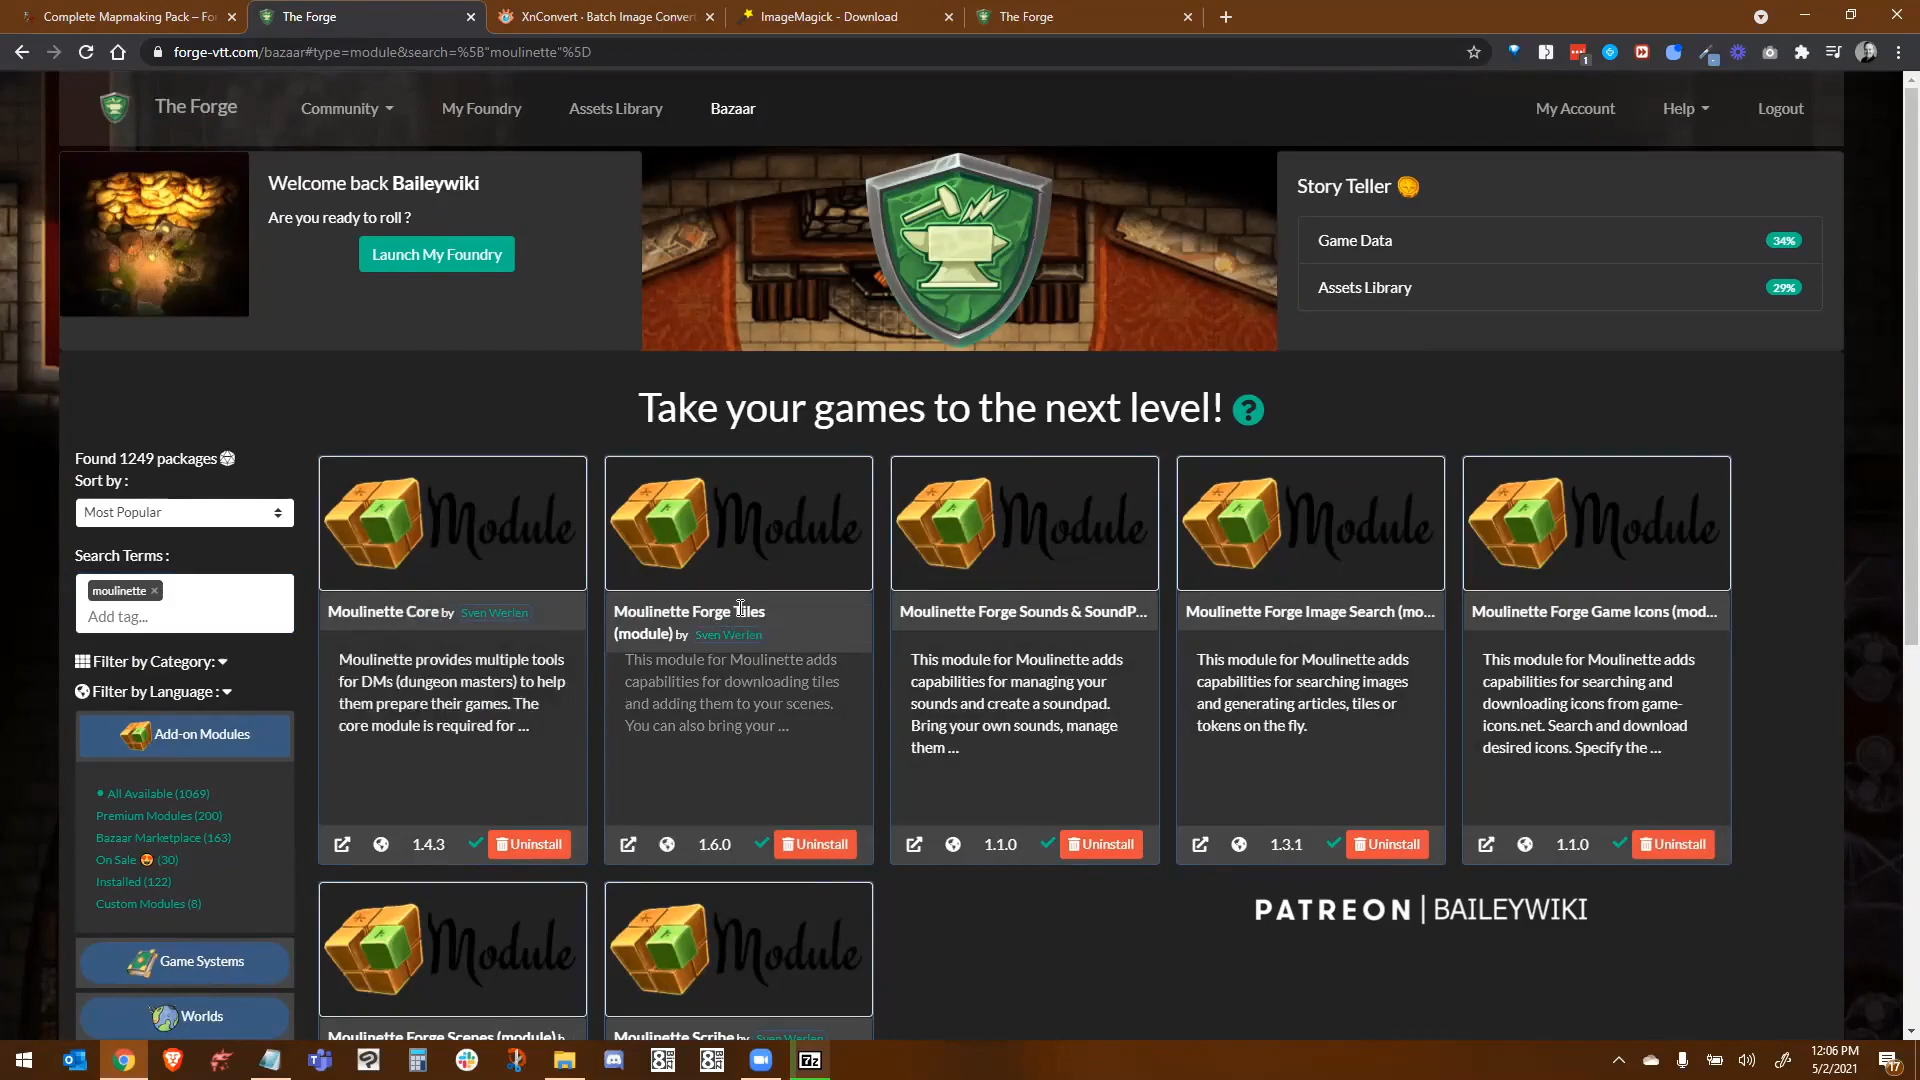 Complete Mapmaking Pack – Fo
The Forge
XnConvert · Batch Image Convert
ImageMagick - Download
The Forge
forge-vtt.com/bazaar#type=module&search=%5B"moulinette"%5D
The Forge
Community
My Foundry
Assets Library
Bazaar
My Account
Help
Logout
Welcome back Baileywiki
Are you ready to roll ?
Launch My Foundry
Story Teller
Game Data
34%
Assets Library
29%
Take your games to the next level!
Found 1249 packages
Sort by :
Most Popular
Search Terms :
moulinette ×
Add tag...
Filter by Category:
Filter by Language :
Add-on Modules
All Available (1069)
Premium Modules (200)
Bazaar Marketplace (163)
On Sale 😍 (30)
Installed (122)
Custom Modules (8)
Game Systems
Worlds
Module
Moulinette Core by Sven Werlen
Moulinette provides multiple tools
for DMs (dungeon masters) to help
them prepare their games. The
core module is required for ...
1.4.3
Uninstall
Module
Moulinette Forge Tiles
(module) by Sven Werlen
This module for Moulinette adds
capabilities for downloading tiles
and adding them to your scenes.
You can also bring your ...
1.6.0
Uninstall
Module
Moulinette Forge Sounds & SoundP...
This module for Moulinette adds
capabilities for managing your
sounds and create a soundpad.
Bring your own sounds, manage
them ...
1.1.0
Uninstall
Module
Moulinette Forge Image Search (mo...
This module for Moulinette adds
capabilities for searching images
and generating articles, tiles or
tokens on the fly.
1.3.1
Uninstall
Module
Moulinette Forge Game Icons (mod...
This module for Moulinette adds
capabilities for searching and
downloading icons from game-
icons.net. Search and download
desired icons. Specify the ...
1.1.0
Uninstall
Module
Moulinette Forge Scenes (module) b
Module
Moulinette Scribe by Sven Werlen
PATREON | BAILEYWIKI
12:06 PM
5/2/2021
17